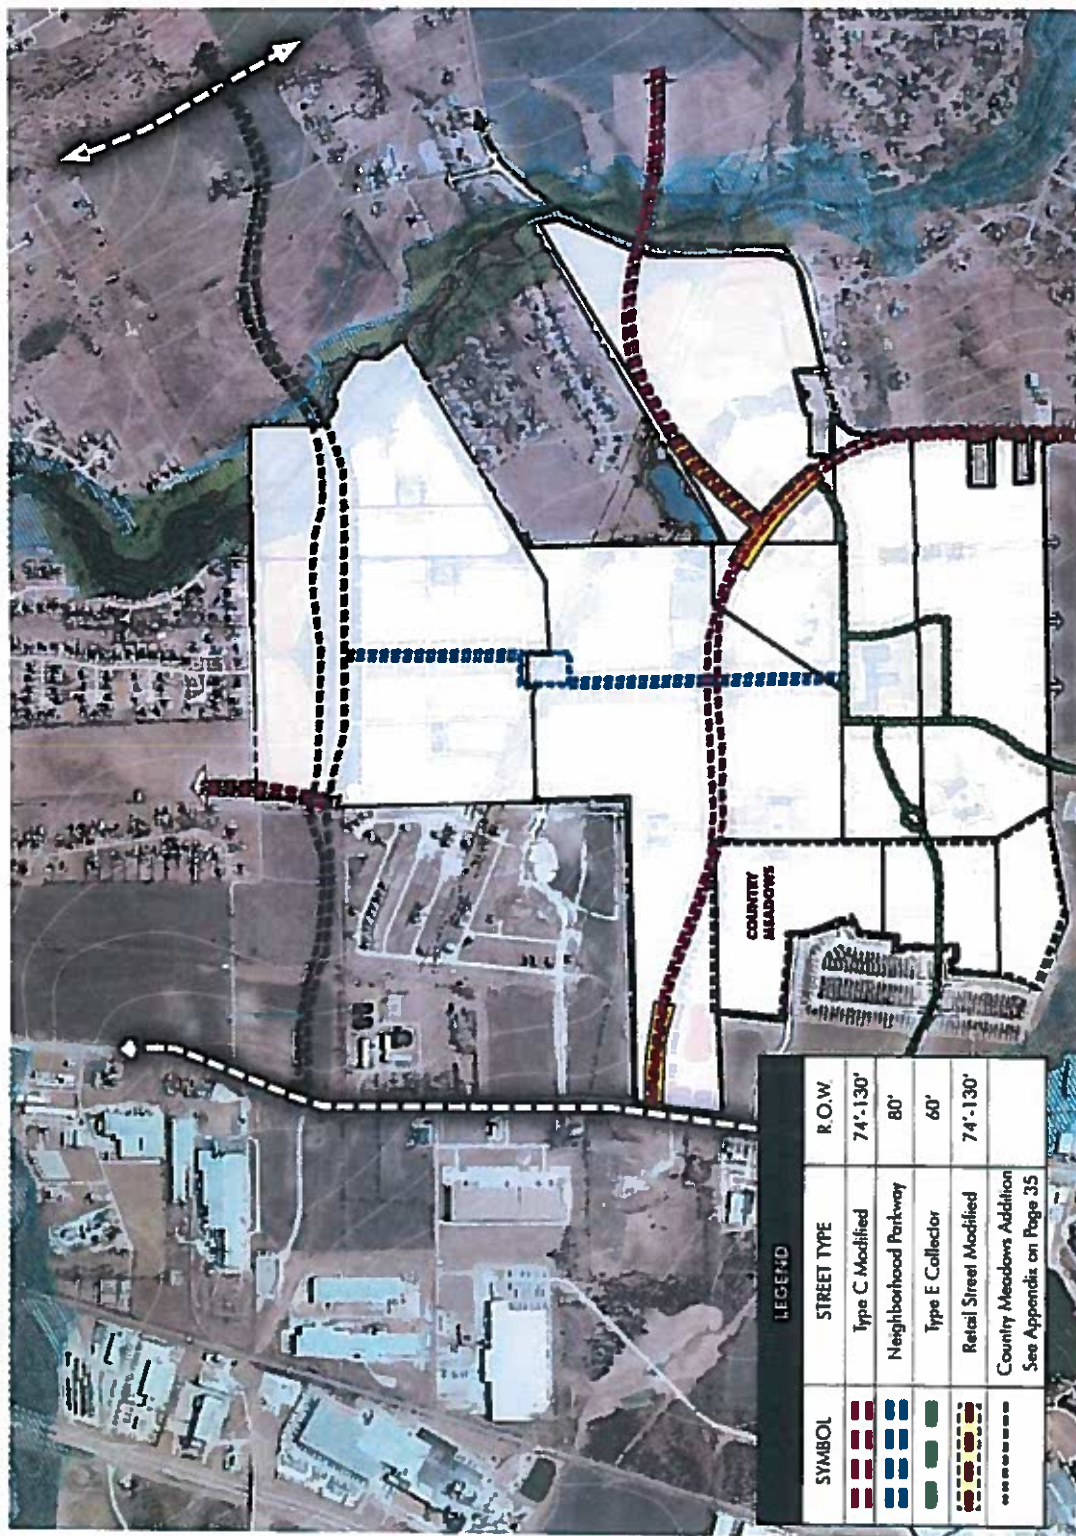 COUNTRY
MEADOWS
LEGEND
SYMBOL STREET TYPE R.O.W.
Type C Modified 74'-130'
Neighborhood Parkway 80'
Type E Collector 60'
Retail Street Modified 74'-130'
Country Meadows Addition
See Appendix on Page 35